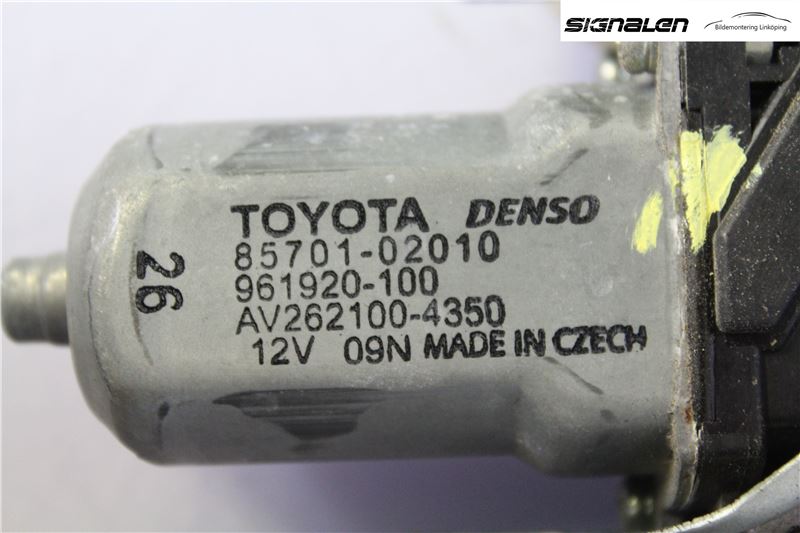 SIGNALEN
Bildemontering Linköping
TOYOTA DENSO
85701-02010
961920-100
AV262100-4350
12V 09N MADE IN CZECH
26